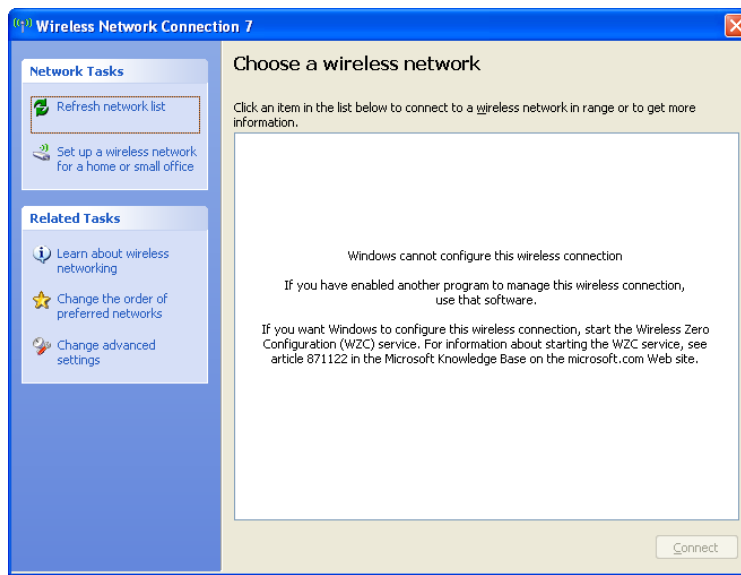 Wireless Network Connection 7
Network Tasks
Refresh network list
Set up a wireless network
for a home or small office
Related Tasks
Learn about wireless
networking
Change the order of
preferred networks
Change advanced
settings
Choose a wireless network
Click an item in the list below to connect to a wireless network in range or to get more
information.
Windows cannot configure this wireless connection
If you have enabled another program to manage this wireless connection,
use that software.
If you want Windows to configure this wireless connection, start the Wireless Zero
Configuration (WZC) service. For information about starting the WZC service, see
article 871122 in the Microsoft Knowledge Base on the microsoft.com Web site.
Connect